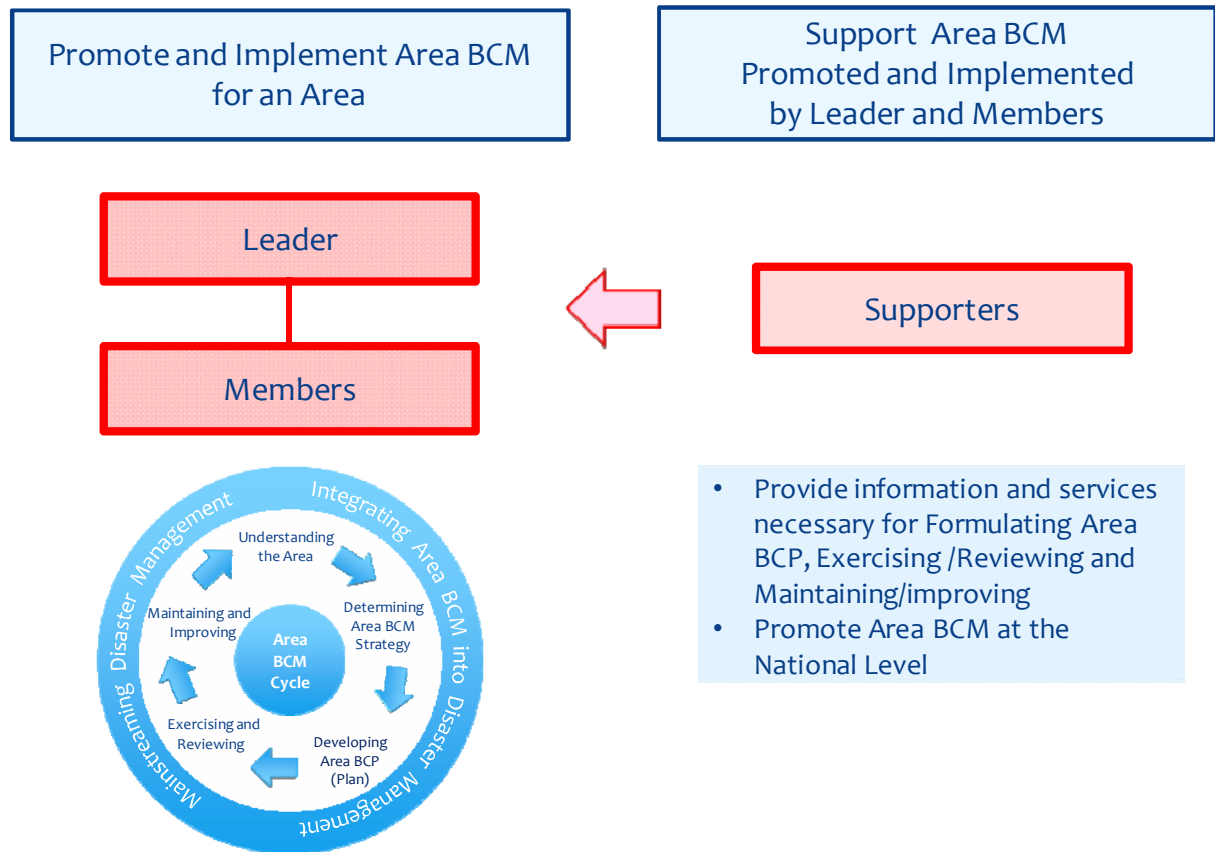 Promote and Implement Area BCM
for an Area
Support Area BCM
Promoted and Implemented
by Leader and Members
Leader
Members
Supporters
Mainstreaming Disaster Management
Integrating Area BCM into Disaster Management
Understanding
the Area
Determining
Area BCM
Strategy
Developing
Area BCP
(Plan)
Exercising and
Reviewing
Maintaining and
Improving
Area
BCM
Cycle
• Provide information and services
necessary for Formulating Area
BCP, Exercising /Reviewing and
Maintaining/improving
• Promote Area BCM at the
National Level